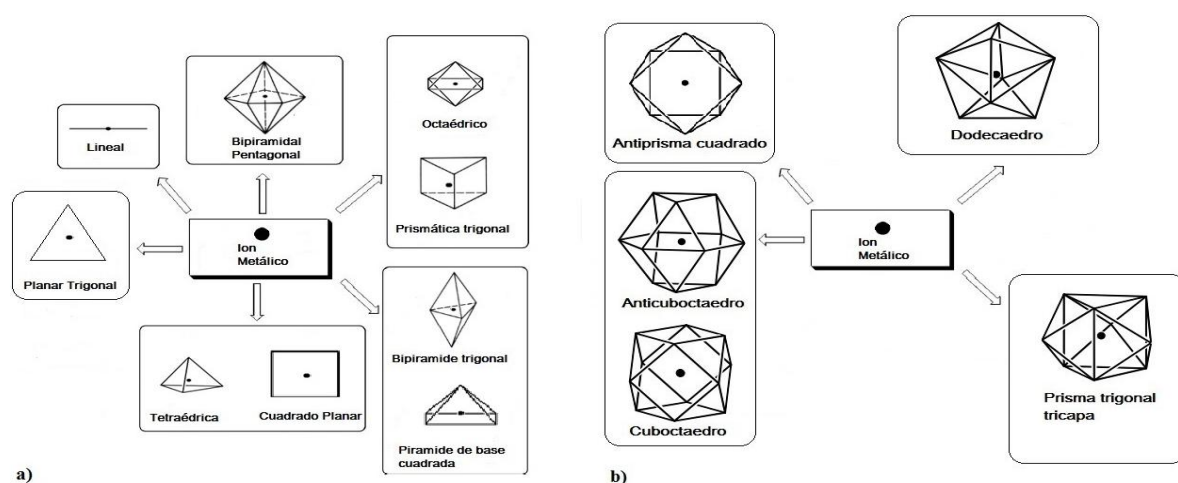 Lineal
Bipiramidal
Pentagonal
Octaédrico
Prismática trigonal
Planar Trigonal
Ion
Metálico
Tetraédrica
Cuadrado Planar
Bipiramide trigonal
Piramide de base
cuadrada
a)
Antiprisma cuadrado
Dodecaedro
Anticuboctaedro
Cuboctaedro
Ion
Metálico
Prisma trigonal
tricapa
b)